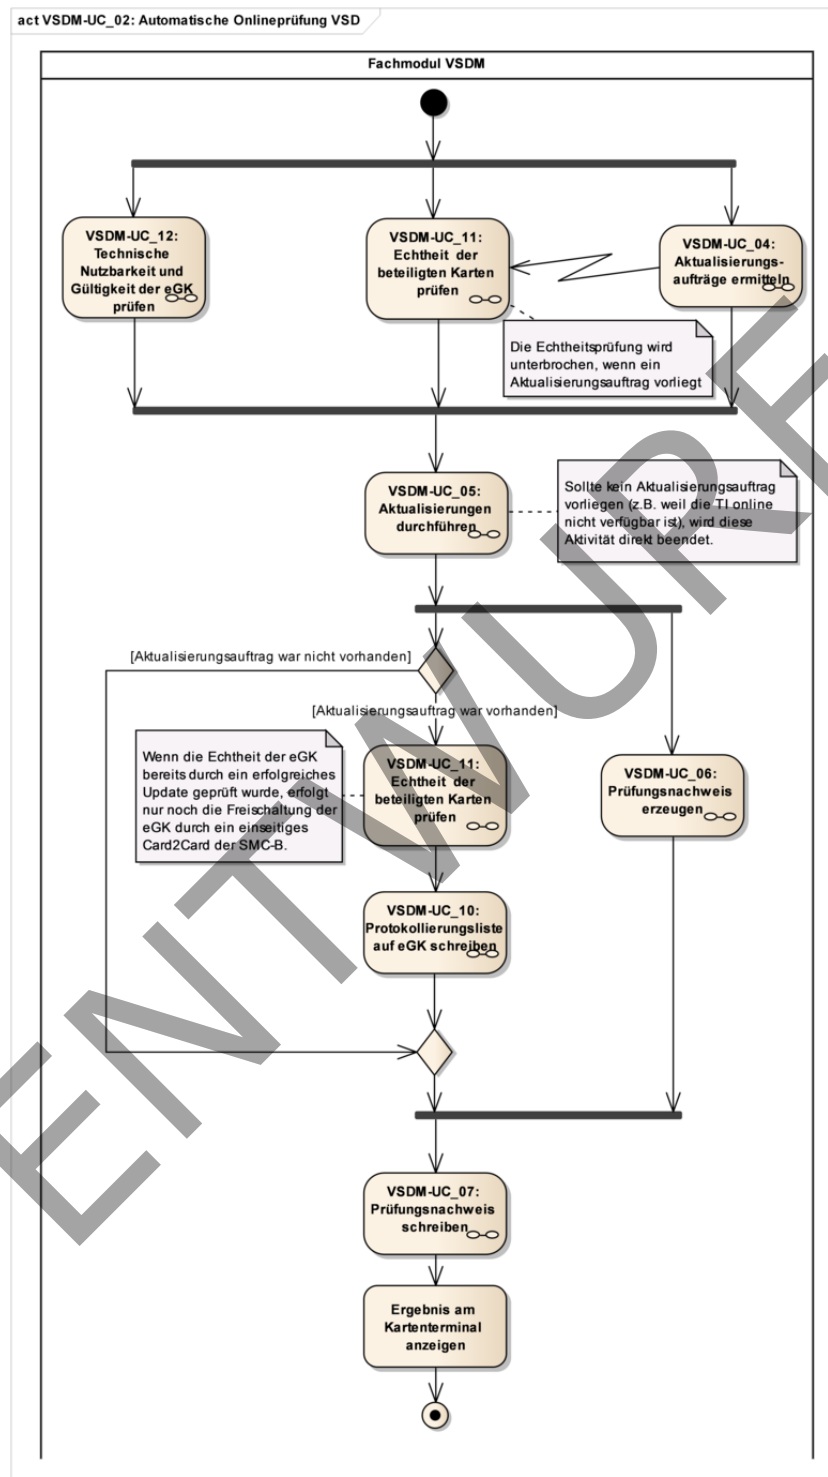 act VSDM-UC_02: Automatische Onlineprüfung VSD
Fachmodul VSDM
VSDM-UC_12:
Technische
Nutzbarkeit und
Gültigkeit der eGK
prüfen
VSDM-UC_11:
Echtheit der
beteiligten Karten
prüfen
VSDM-UC_04:
Aktualisierungs-
aufträge ermitteln
Die Echtheitsprüfung wird
unterbrochen, wenn ein
Aktualisierungsauftrag vorliegt
VSDM-UC_05:
Aktualisierungen
durchführen
Sollte kein Aktualisierungsauftrag
vorliegen (z.B. weil die TI online
nicht verfügbar ist), wird diese
Aktivität direkt beendet.
[Aktualisierungsauftrag war nicht vorhanden]
[Aktualisierungsauftrag war vorhanden]
Wenn die Echtheit der eGK
bereits durch ein erfolgreiches
Update geprüft wurde, erfolgt
nur noch die Freischaltung der
eGK durch ein einseitiges
Card2Card der SMC-B.
VSDM-UC_11:
Echtheit der
beteiligten Karten
prüfen
VSDM-UC_06:
Prüfungsnachweis
erzeugen
VSDM-UC_10:
Protokollierungsliste
auf eGK schreiben
VSDM-UC_07:
Prüfungsnachweis
schreiben
Ergebnis am
Kartenterminal
anzeigen
ENTWURF